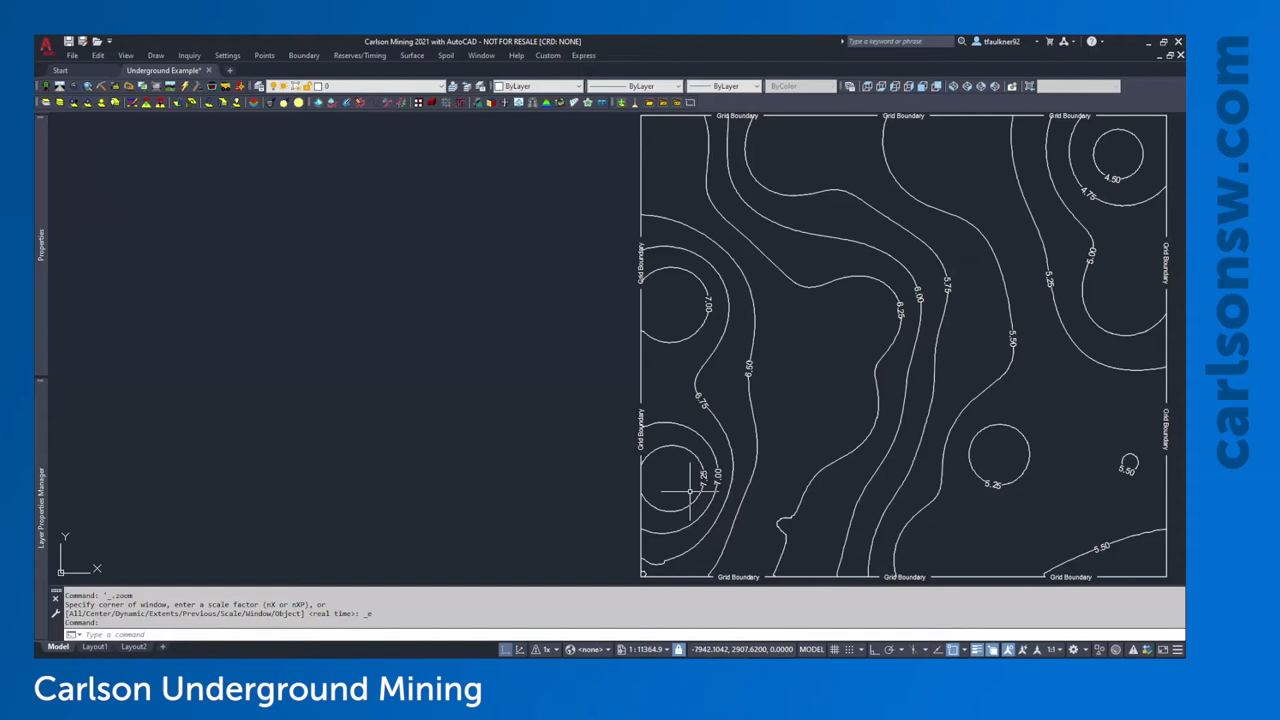 Carlson Mining 2021 with AutoCAD - NOT FOR RESALE [CRD: NONE]
Type a keyword or phrase
tfaulkner92
File Edit View Draw Inquiry Settings Points Boundary Reserves/Timing Surface Spoil Window Help Custom Express
Start Underground Example*
0 ByLayer ByLayer ByLayer ByColor
Grid Boundary Grid Boundary Grid Boundary
4.50
4.75
5.00
5.25
Grid Boundary
Grid Boundary
7.00
6.00
5.75
6.25
5.50
6.50
6.75
Grid Boundary
Grid Boundary
7.25
7.00
5.25
5.50
5.50
Grid Boundary Grid Boundary Grid Boundary
Properties
Layer Properties Manager
Y
X
Command: '_.zoom
Specify corner of window, enter a scale factor (nX or nXP), or
[All/Center/Dynamic/Extents/Previous/Scale/Window/Object] <real time>: _e
Command:
Type a command
Model Layout1 Layout2 +
1x <none> 1 : 11364.9 -7942.1042, 2907.6200, 0.0000 MODEL 1:1
carlsonsw.com
Carlson Underground Mining